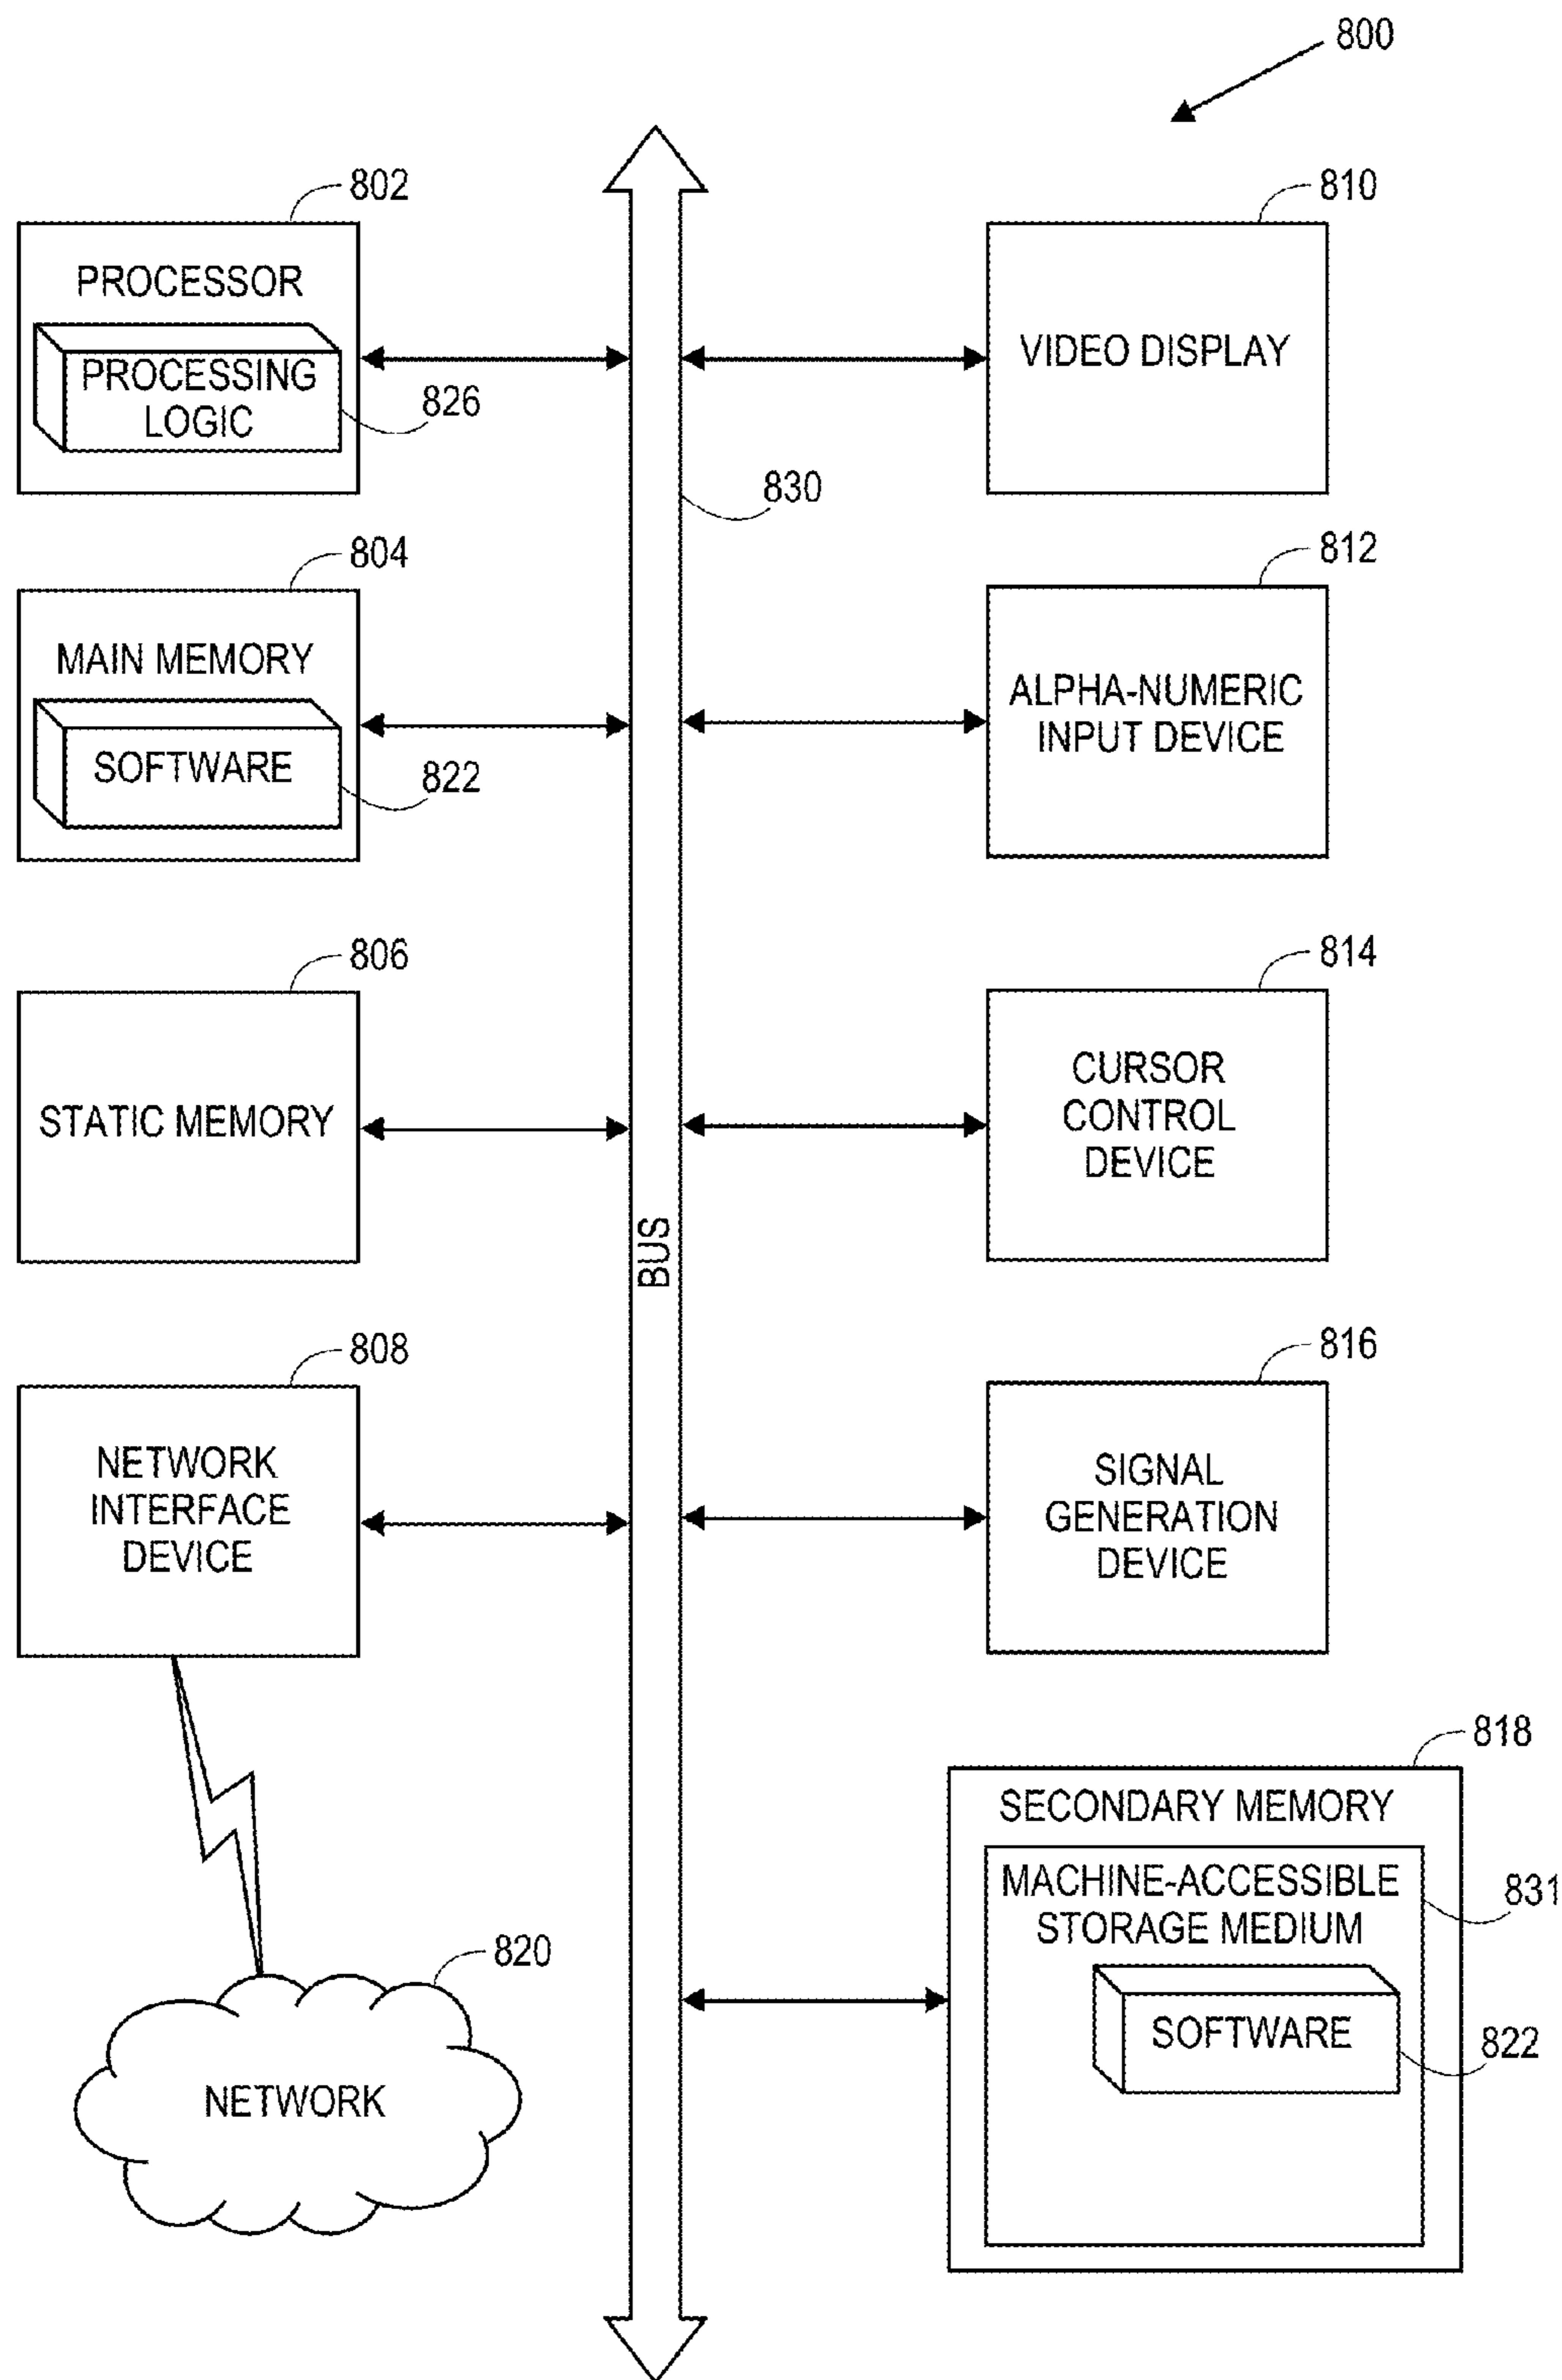 800
802
PROCESSOR
PROCESSING
LOGIC
826
804
MAIN MEMORY
SOFTWARE
822
806
STATIC MEMORY
808
NETWORK
INTERFACE
DEVICE
820
NETWORK
830
BUS
810
VIDEO DISPLAY
812
ALPHA-NUMERIC
INPUT DEVICE
814
CURSOR
CONTROL
DEVICE
816
SIGNAL
GENERATION
DEVICE
818
SECONDARY MEMORY
MACHINE-ACCESSIBLE
STORAGE MEDIUM
831
SOFTWARE
822